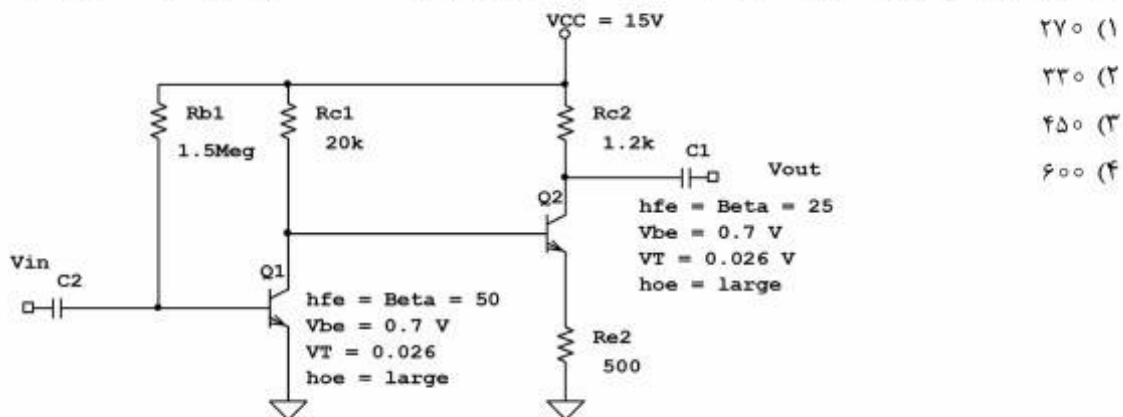 VCC = 15V
۱) ۲۷۰
۲) ۳۳۰
۳) ۴۵۰
۴) ۶۰۰
Rb1
1.5Meg
Rc1
20k
Rc2
1.2k
C1
Vout
Q2
hfe = Beta = 25
Vbe = 0.7 V
VT = 0.026 V
hoe = large
Vin
C2
Q1
hfe = Beta = 50
Vbe = 0.7 V
VT = 0.026
hoe = large
Re2
500